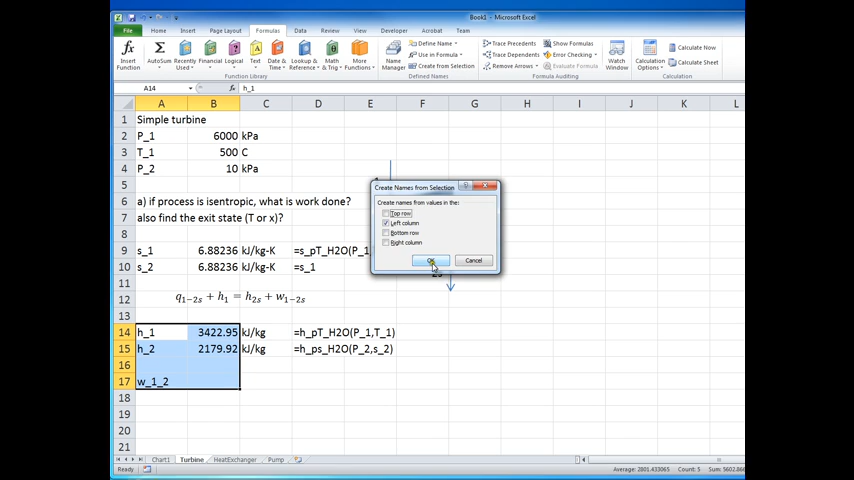 Book1 - Microsoft Excel
File Home Insert Page Layout Formulas Data Review View Developer Acrobat Team
Insert Function
AutoSum
Recently Used
Financial
Logical
Text
Date & Time
Lookup & Reference
Math & Trig
More Functions
Function Library
Name Manager
Define Name
Use in Formula
Create from Selection
Defined Names
Trace Precedents
Trace Dependents
Remove Arrows
Show Formulas
Error Checking
Evaluate Formula
Formula Auditing
Watch Window
Calculation Options
Calculate Now
Calculate Sheet
Calculation
A14 fx h_1
A B C D E F G H I J K L
1 Simple turbine
2 P_1 6000 kPa
3 T_1 500 C
4 P_2 10 kPa
5
6 a) if process is isentropic, what is work done?
7 also find the exit state (T or x)?
8
9 s_1 6.88236 kJ/kg-K =s_pT_H2O(P_1,
10 s_2 6.88236 kJ/kg-K =s_1
11
12 q1−2s + h1 = h2s + w1−2s
13
14 h_1 3422.95 kJ/kg =h_pT_H2O(P_1,T_1)
15 h_2 2179.92 kJ/kg =h_ps_H2O(P_2,s_2)
16
17 w_1_2
18
19
20
21
Create Names from Selection
Create names from values in the:
Top row
Left column
Bottom row
Right column
Cancel
Chart1 Turbine HeatExchanger Pump
Ready Average: 2801.433065 Count: 5